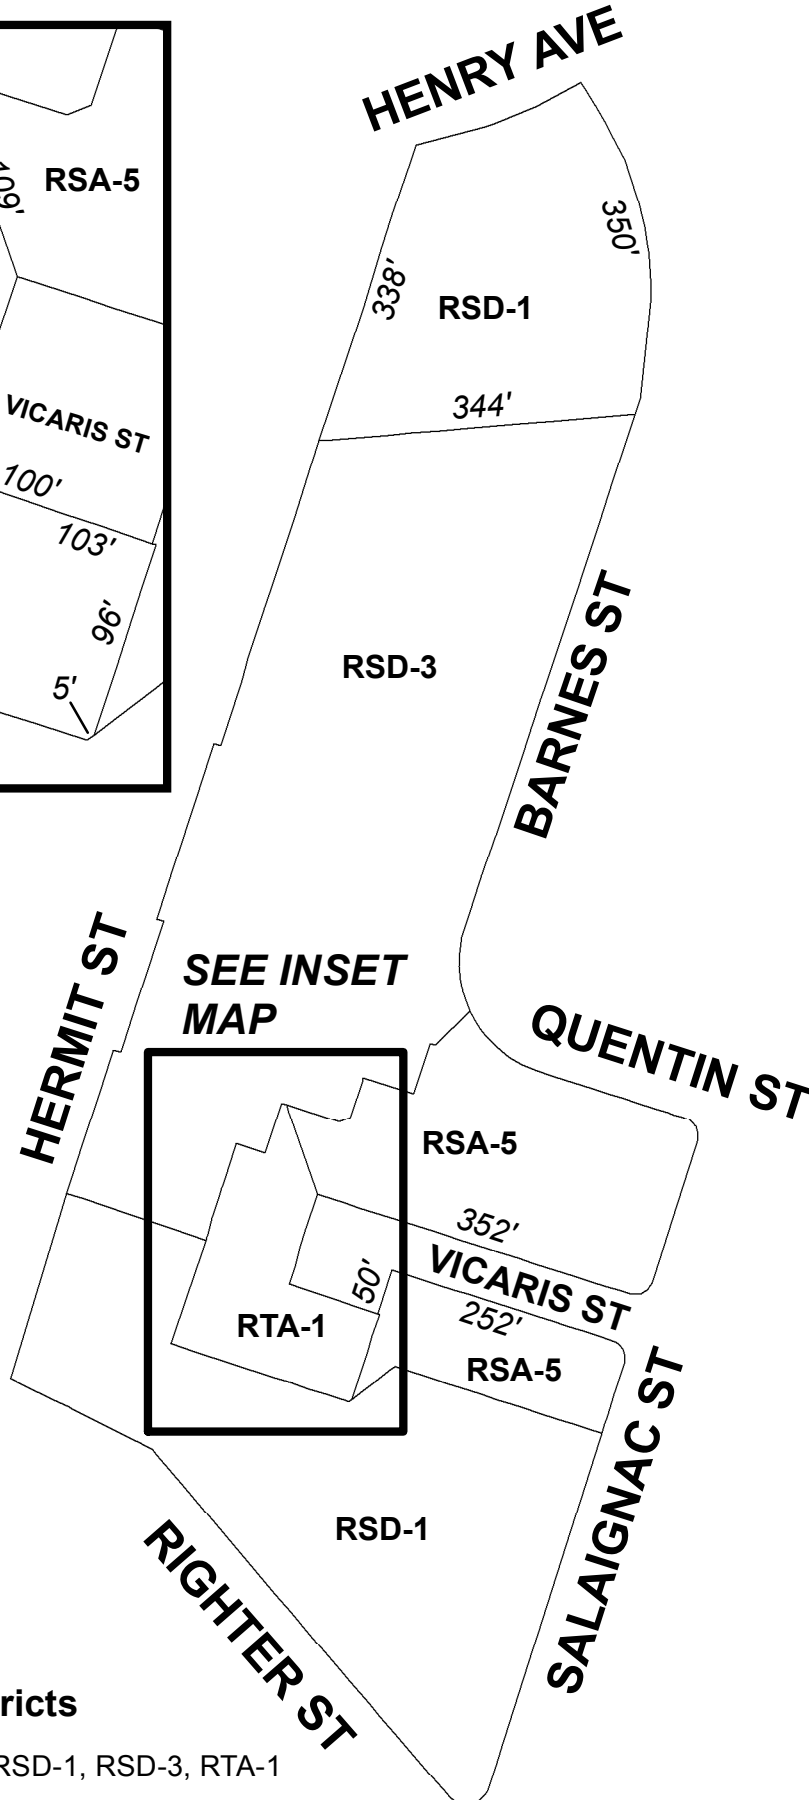 HENRY AVE
RSA-5
109'
350'
338'
RSD-1
344'
VICARIS ST
100'
103'
96'
5'
RSD-3
BARNES ST
HERMIT ST
SEE INSET
MAP
QUENTIN ST
RSA-5
352'
VICARIS ST
50'
252'
RTA-1
RSA-5
SALAIGNAC ST
RSD-1
RIGHTER ST
ricts
RSD-1, RSD-3, RTA-1